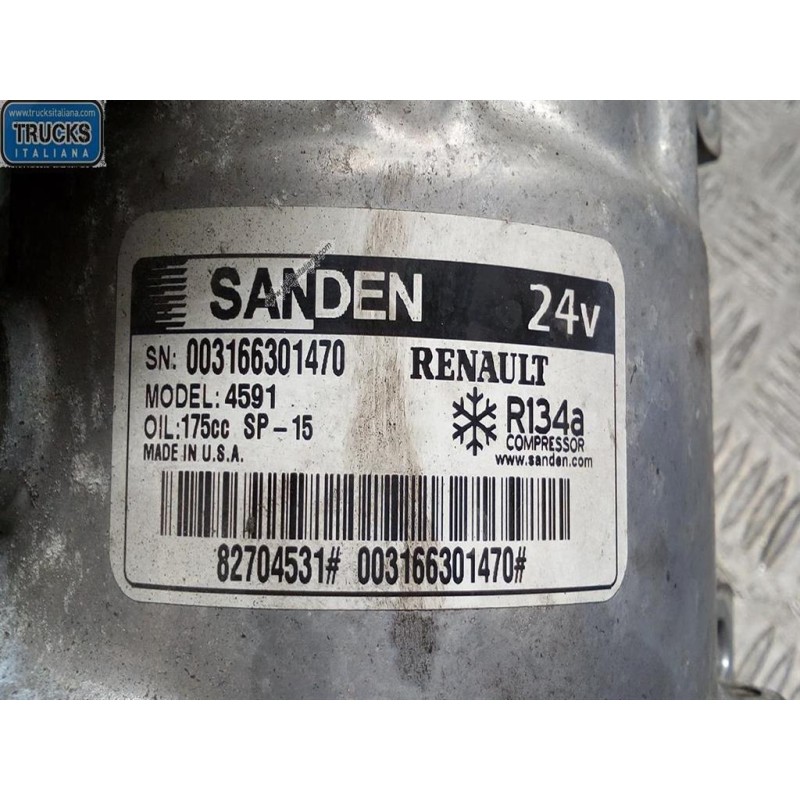 www.trucksitaliana.com
TRUCKS
ITALIANA
SANDEN 24v
SN: 003166301470 RENAULT
MODEL: 4591
OIL: 175cc SP-15
MADE IN U.S.A.
R134a
COMPRESSOR
www.sanden.com
82704531# 003166301470#